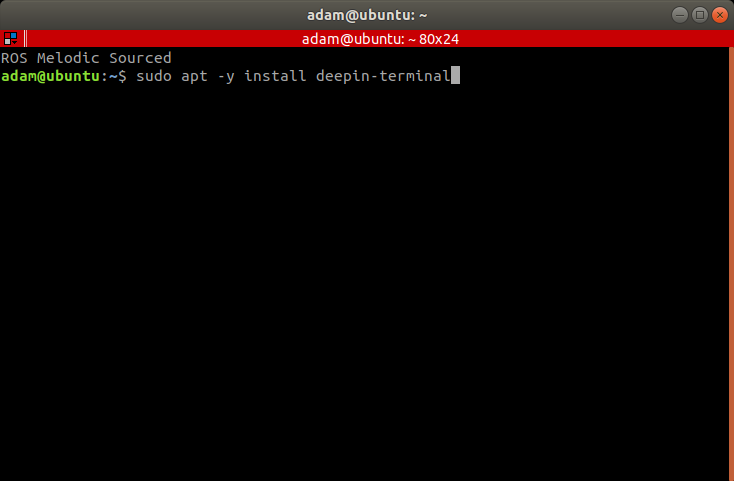 adam@ubuntu: ~
adam@ubuntu: ~ 80x24
ROS Melodic Sourced
adam@ubuntu:~$ sudo apt -y install deepin-terminal